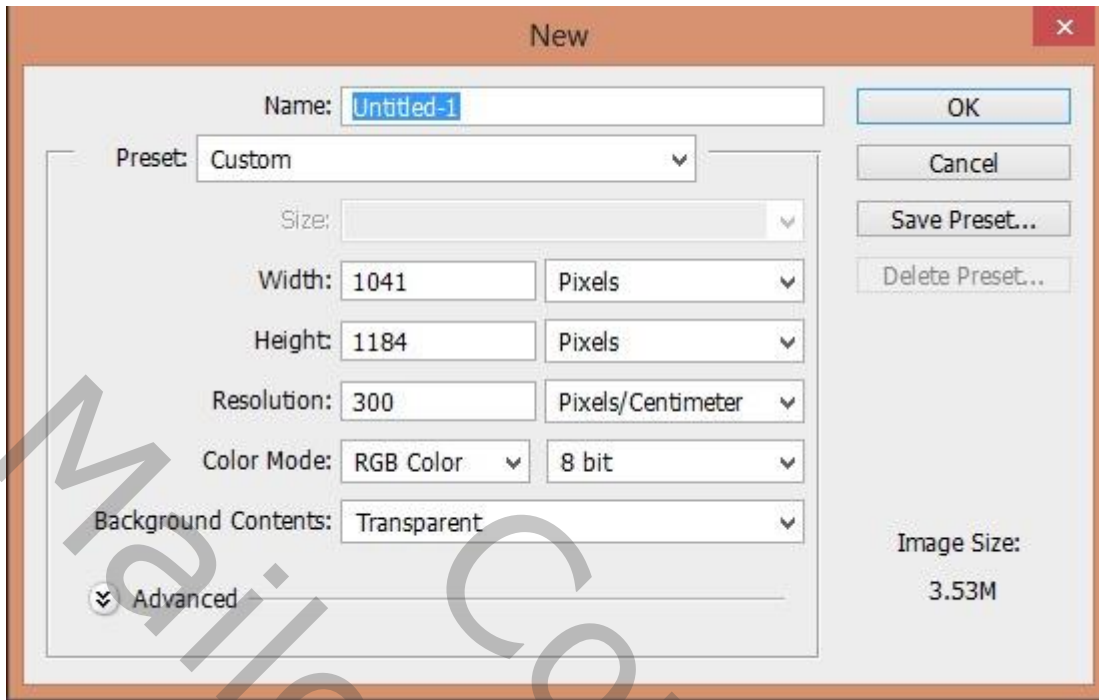 New
Name: Untitled-1
OK
Preset: Custom
Cancel
Size:
Save Preset...
Width: 1041 Pixels
Delete Preset...
Height: 1184 Pixels
Resolution: 300 Pixels/Centimeter
Color Mode: RGB Color 8 bit
Background Contents: Transparent
Image Size:
Advanced
3.53M